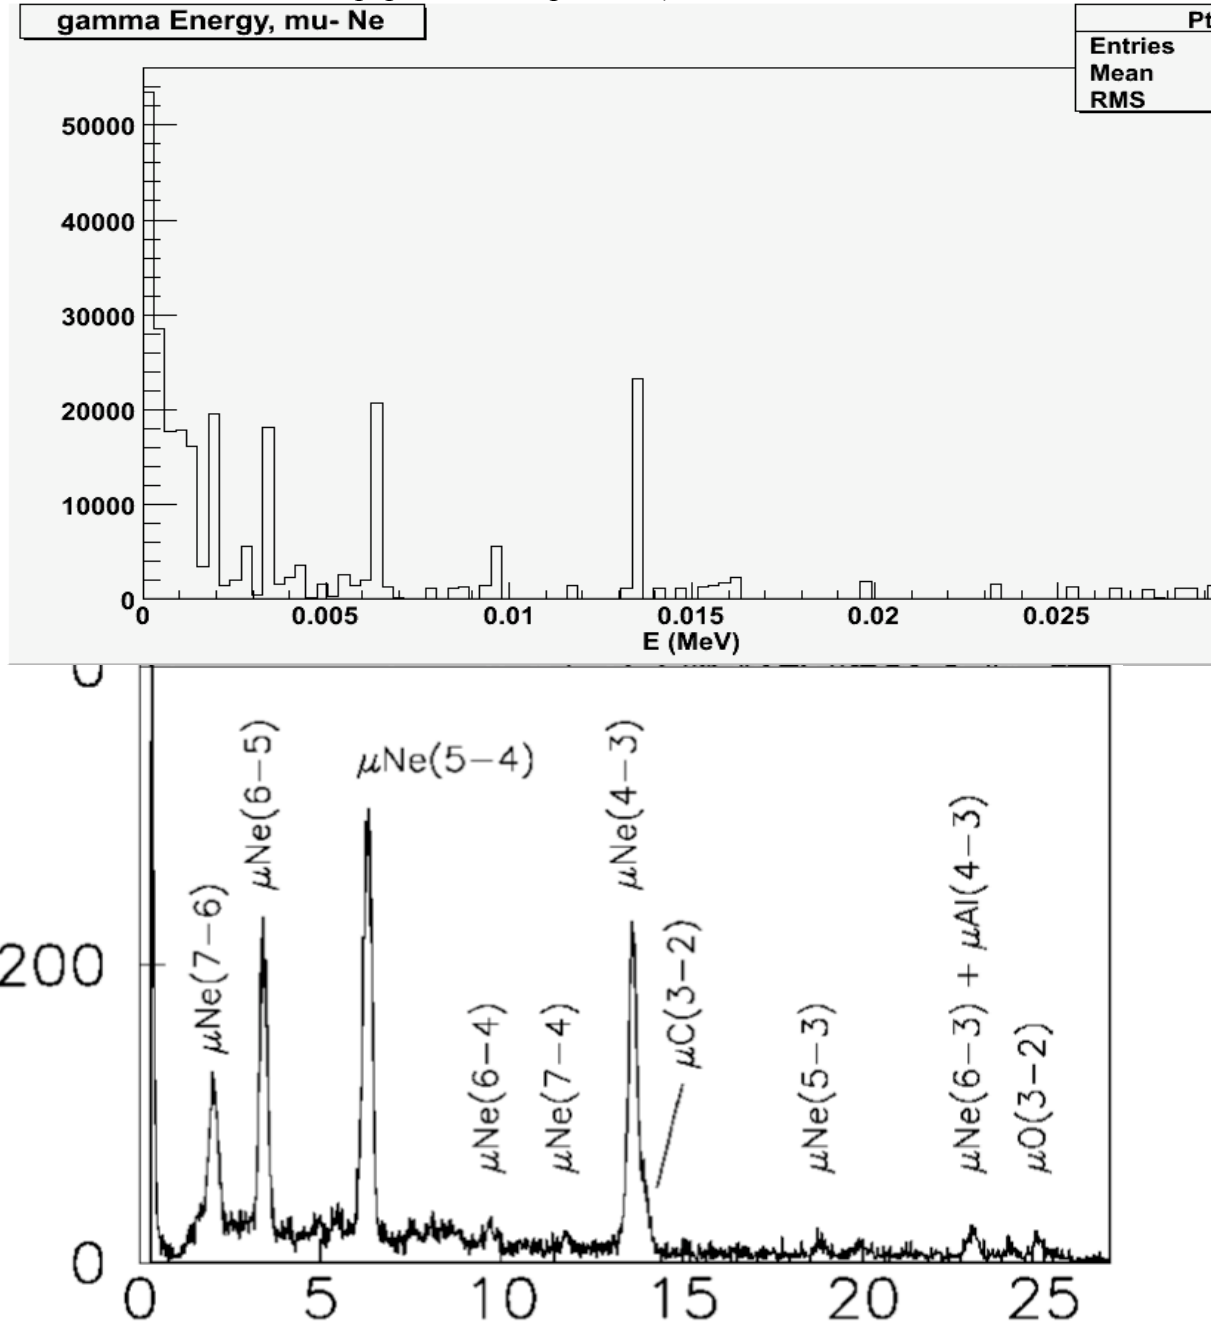 gamma Energy, mu- Ne
Pt
Entries
Mean
RMS
50000
40000
30000
20000
10000
0
0 0.005 0.01 0.015 0.02 0.025
E (MeV)
μNe(7-6)
μNe(6-5)
μNe(5-4)
μNe(6-4)
μNe(7-4)
μNe(4-3)
μC(3-2)
μNe(5-3)
μNe(6-3) + μAl(4-3)
μO(3-2)
200
0
0 5 10 15 20 25